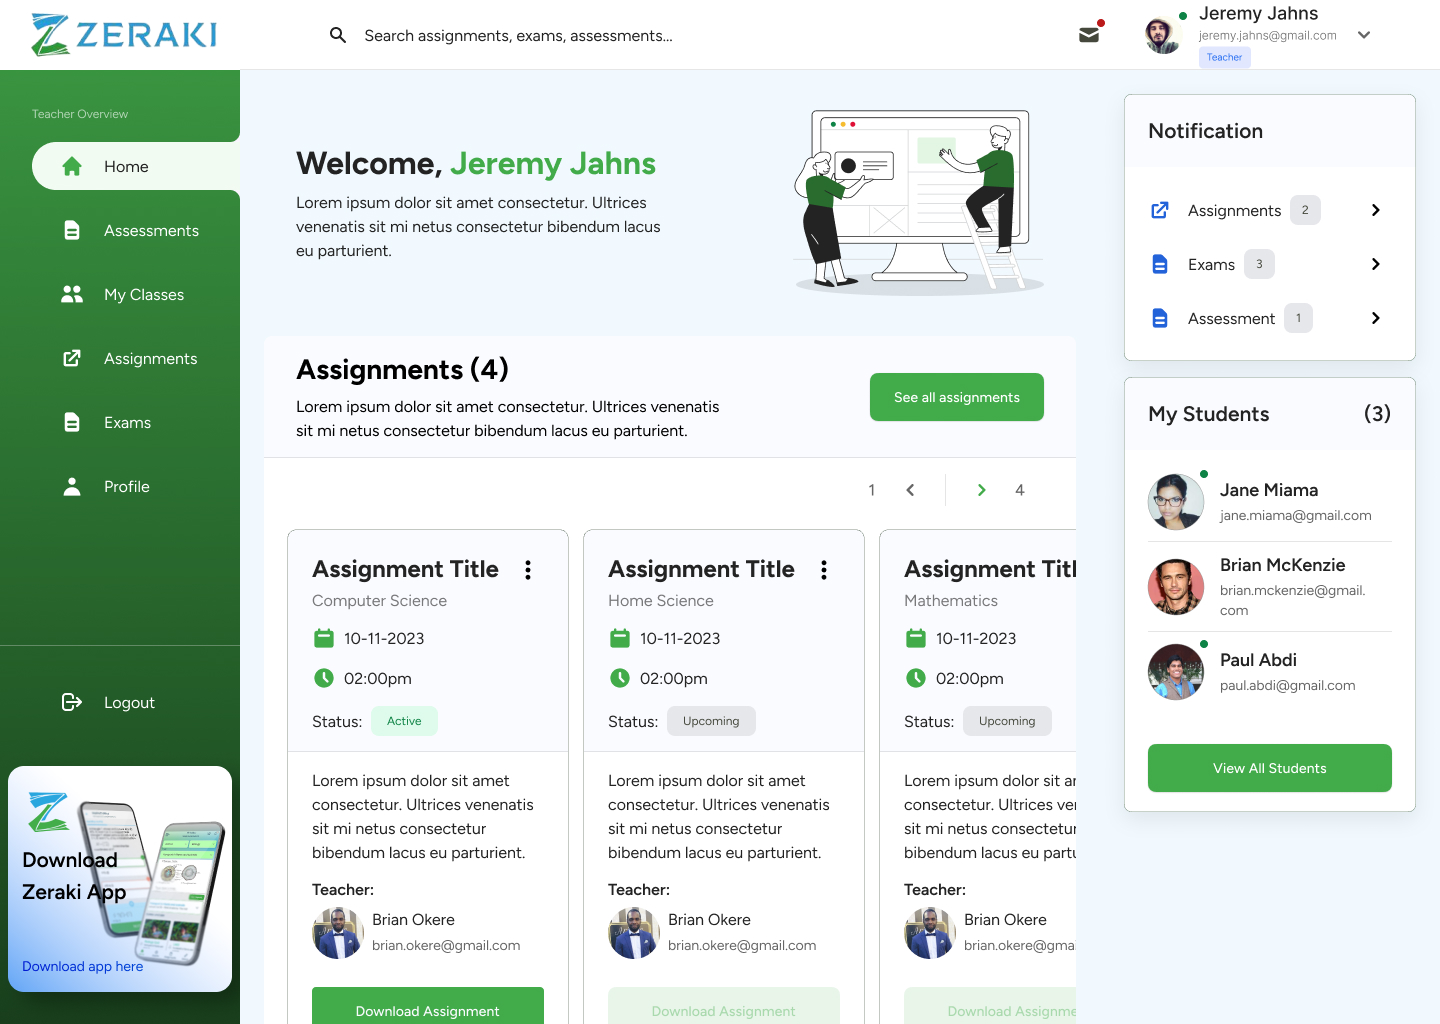 ZERAKI
Search assignments, exams, assessments...
Jeremy Jahns
jeremy.jahns@gmail.com
Teacher
Teacher Overview
Home
Assessments
My Classes
Assignments
Exams
Profile
Logout
Download
Zeraki App
Download app here
Welcome, Jeremy Jahns
Lorem ipsum dolor sit amet consectetur. Ultrices
venenatis sit mi netus consectetur bibendum lacus
eu parturient.
Assignments (4)
Lorem ipsum dolor sit amet consectetur. Ultrices venenatis
sit mi netus consectetur bibendum lacus eu parturient.
See all assignments
1 4
Assignment Title
Computer Science
10-11-2023
02:00pm
Status: Active
Lorem ipsum dolor sit amet
consectetur. Ultrices venenatis
sit mi netus consectetur
bibendum lacus eu parturient.
Teacher:
Brian Okere
brian.okere@gmail.com
Download Assignment
Assignment Title
Home Science
10-11-2023
02:00pm
Status: Upcoming
Lorem ipsum dolor sit amet
consectetur. Ultrices venenatis
sit mi netus consectetur
bibendum lacus eu parturient.
Teacher:
Brian Okere
brian.okere@gmail.com
Download Assignment
Assignment Titl
Mathematics
10-11-2023
02:00pm
Status: Upcoming
Lorem ipsum dolor sit ar
consectetur. Ultrices ve
sit mi netus consectetur
bibendum lacus eu partu
Teacher:
Brian Okere
brian.okere@gma
Download Assignme
Notification
Assignments 2
Exams 3
Assessment 1
My Students (3)
Jane Miama
jane.miama@gmail.com
Brian McKenzie
brian.mckenzie@gmail.
com
Paul Abdi
paul.abdi@gmail.com
View All Students